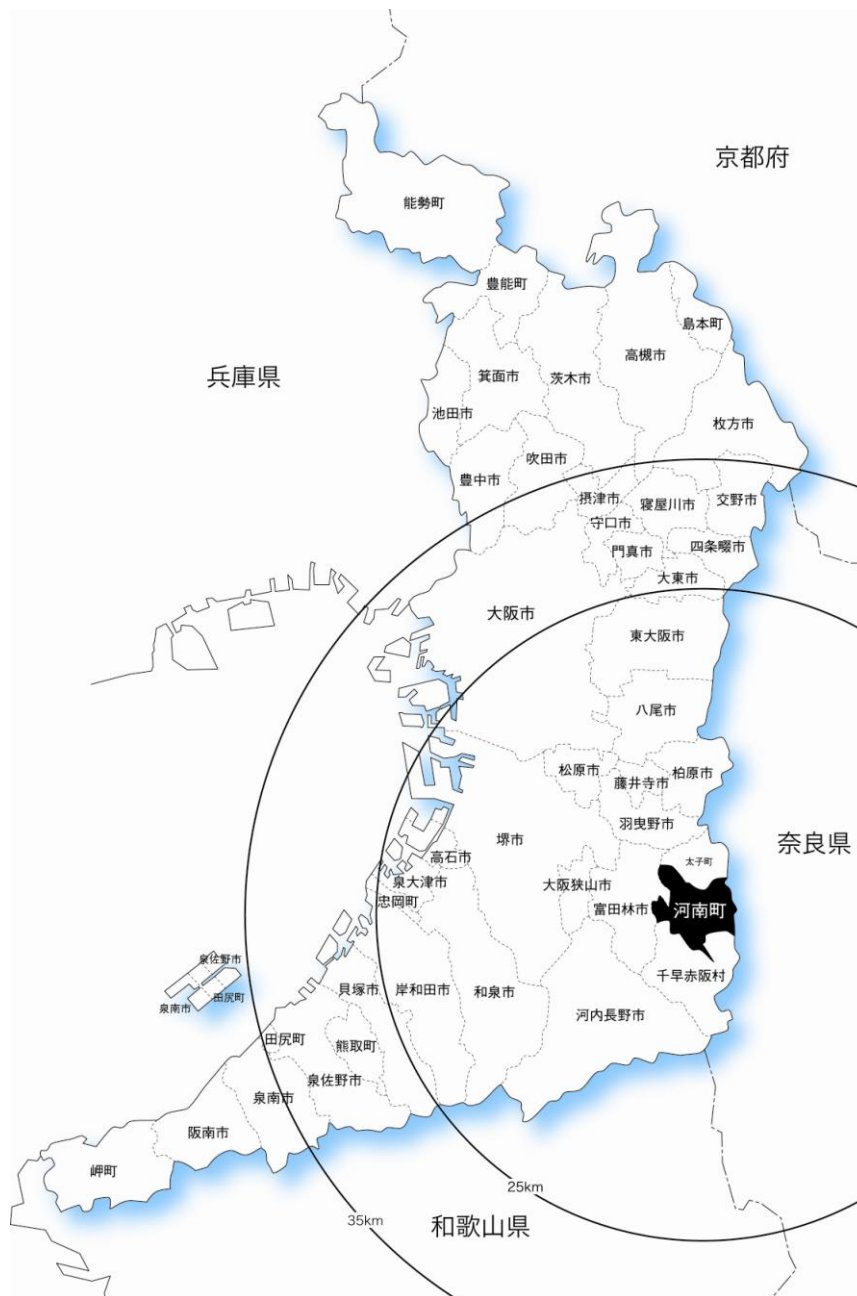 京都府
能勢町
豊能町
島本町
高槻市
兵庫県
箕面市
茨木市
池田市
枚方市
吹田市
豊中市
摂津市
寝屋川市
交野市
守口市
門真市
四条畷市
大東市
大阪市
東大阪市
八尾市
松原市
柏原市
藤井寺市
羽曳野市
堺市
奈良県
高石市
太子町
泉大津市
大阪狭山市
忠岡町
富田林市
河南町
泉佐野市
千早赤阪村
貝塚市
岸和田市
和泉市
田尻町
泉南市
河内長野市
田尻町
熊取町
泉佐野市
泉南市
阪南市
岬町
25km
35km
和歌山県